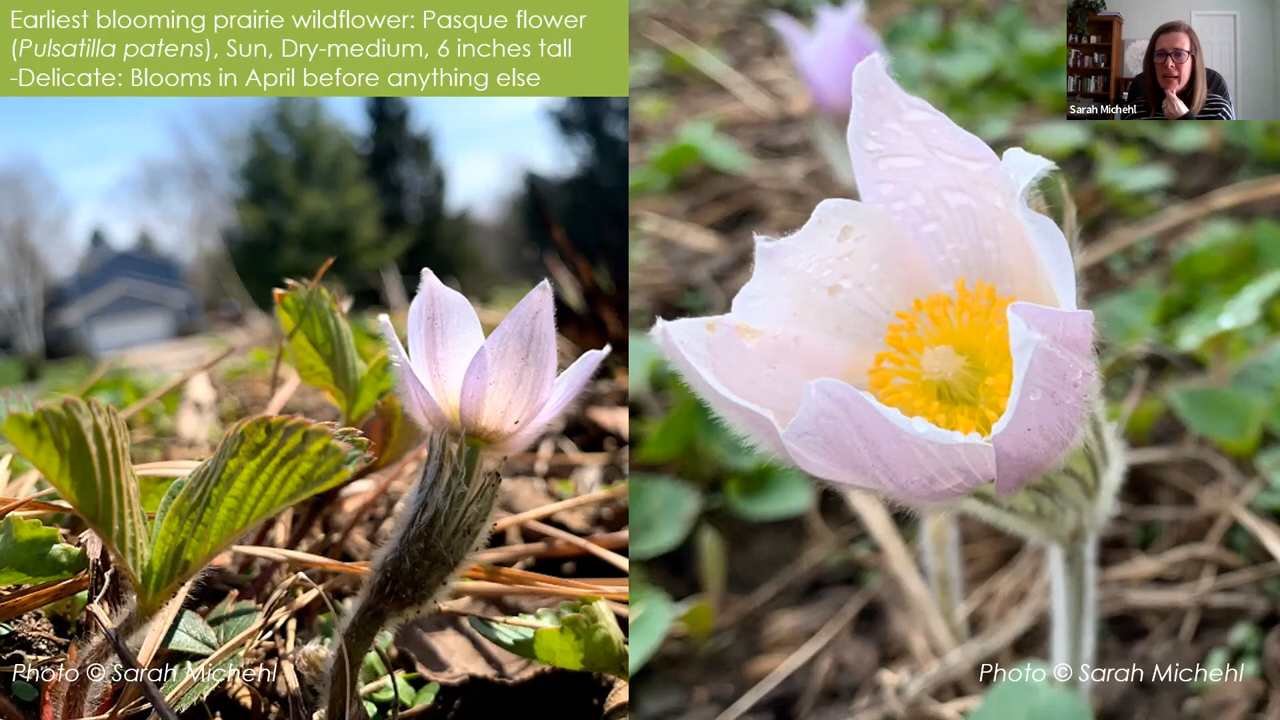 Earliest blooming prairie wildflower: Pasque flower
(Pulsatilla patens), Sun, Dry-medium, 6 inches tall
-Delicate: Blooms in April before anything else
Sarah Michehl
Photo © Sarah Michehl
Photo © Sarah Michehl